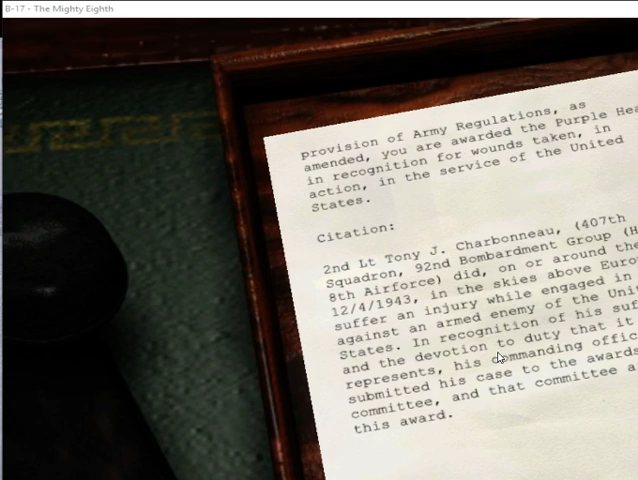 B-17 - The Mighty Eighth
provision of Army Regulations, as
amended, you are awarded the Purple Hea
in recognition for wounds taken, in
action, in the service of the United
States.
Citation:
2nd Lt Tony J. Charbonneau, (407th
Squadron, 92nd Bombardment Group (H
8th Airforce) did, on or around the
12/4/1943, in the skies above Euro
suffer an injury while engaged in
against an armed enemy of the Unit
States. In recognition of his suf
and the devotion to duty that it
represents, his commanding offic
submitted his case to the awards
committee, and that committee a
this award.